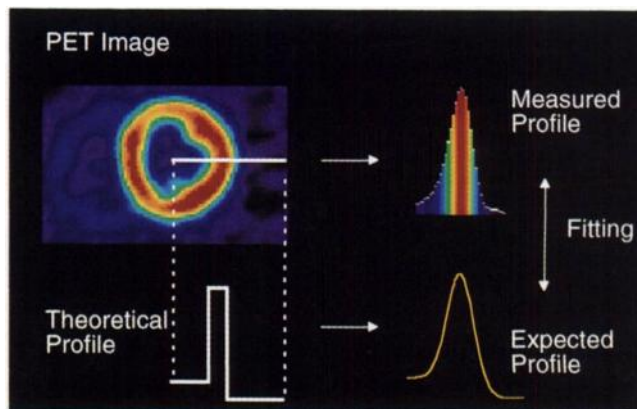 PET Image
Measured
Profile
Fitting
Theoretical
Profile
Expected
Profile